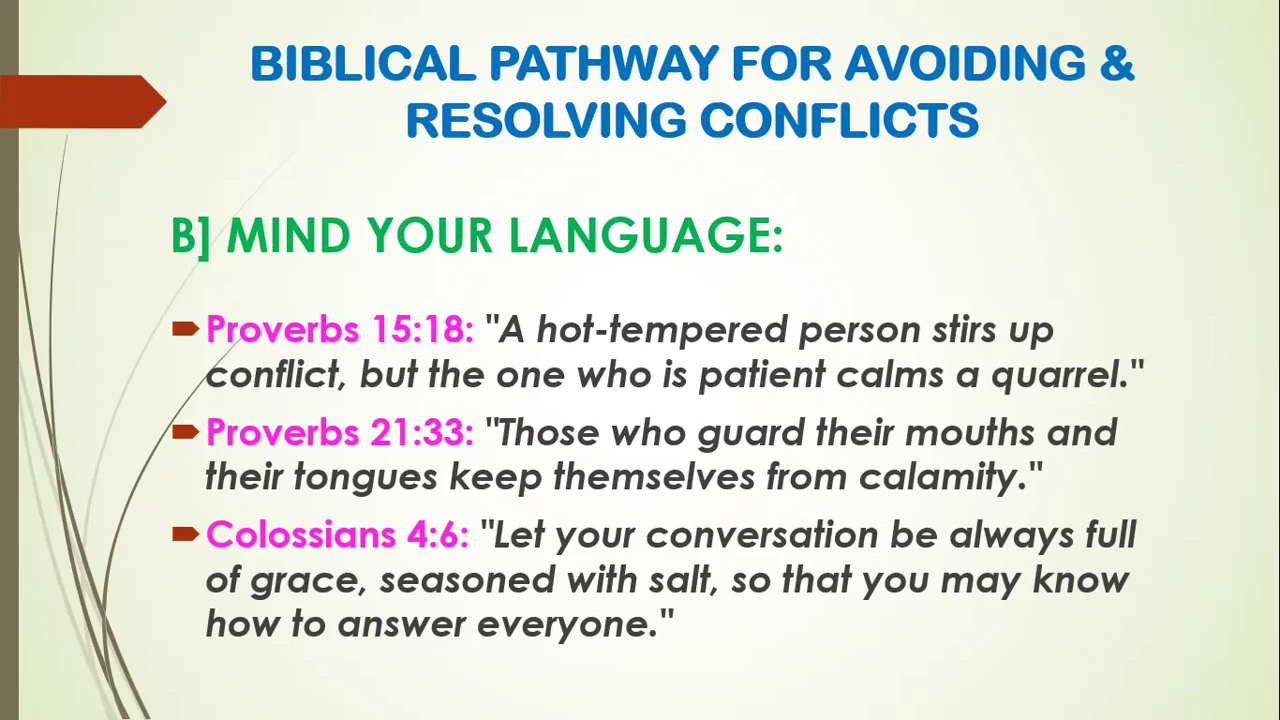 BIBLICAL PATHWAY FOR AVOIDING &
RESOLVING CONFLICTS
B] MIND YOUR LANGUAGE:
Proverbs 15:18: "A hot-tempered person stirs up
conflict, but the one who is patient calms a quarrel."
Proverbs 21:33: "Those who guard their mouths and
their tongues keep themselves from calamity."
Colossians 4:6: "Let your conversation be always full
of grace, seasoned with salt, so that you may know
how to answer everyone."